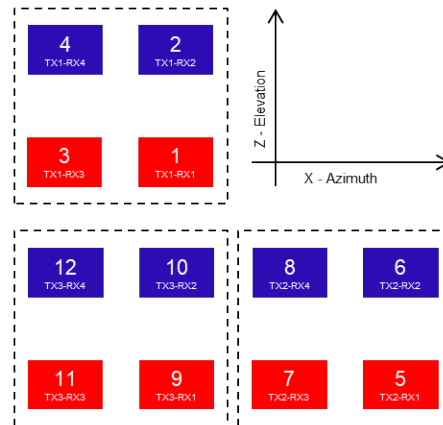 4
TX1-RX4
2
TX1-RX2
3
TX1-RX3
1
TX1-RX1
Z - Elevation
X - Azimuth
12
TX3-RX4
10
TX3-RX2
8
TX2-RX4
6
TX2-RX2
11
TX3-RX3
9
TX3-RX1
7
TX2-RX3
5
TX2-RX1